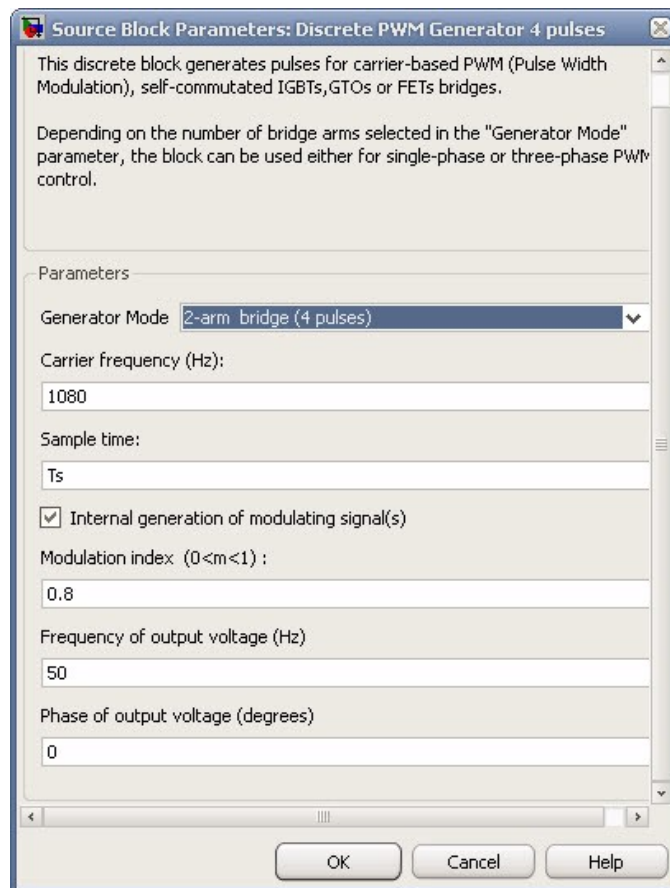 Source Block Parameters: Discrete PWM Generator 4 pulses
This discrete block generates pulses for carrier-based PWM (Pulse Width
Modulation), self-commutated IGBTs,GTOs or FETs bridges.
Depending on the number of bridge arms selected in the "Generator Mode"
parameter, the block can be used either for single-phase or three-phase PWM
control.
Parameters
Generator Mode 2-arm bridge (4 pulses)
Carrier frequency (Hz):
1080
Sample time:
Ts
Internal generation of modulating signal(s)
Modulation index (0<m<1) :
0.8
Frequency of output voltage (Hz)
50
Phase of output voltage (degrees)
0
OK Cancel Help